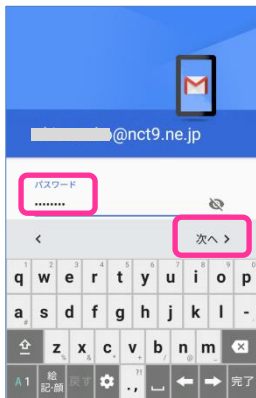 @nct9.ne.jp
パスワード
••••••••
次へ
q w e r t y u i o p
a s d f g h j k l -
z x c v b n m
A 1 絵 記・顔 戻す ., 完了